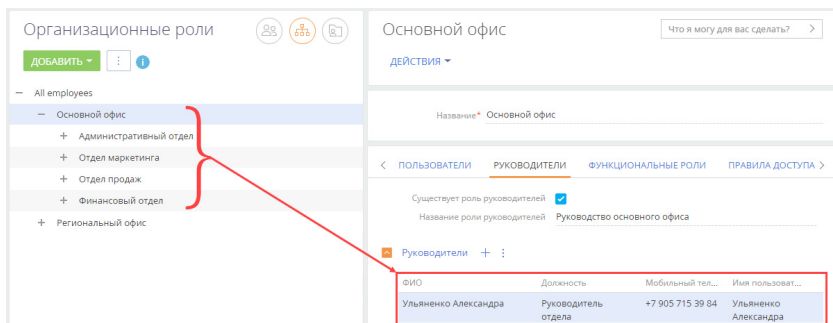 Организационные роли
ДОБАВИТЬ
All employees
Основной офис
Административный отдел
Отдел маркетинга
Отдел продаж
Финансовый отдел
Региональный офис
Основной офис
Что я могу для вас сделать? >
ДЕЙСТВИЯ
Название* Основной офис
< ПОЛЬЗОВАТЕЛИ РУКОВОДИТЕЛИ ФУНКЦИОНАЛЬНЫЕ РОЛИ ПРАВИЛА ДОСТУПА >
Существует роль руководителей
Название роли руководителей Руководство основного офиса
Руководители + ⋮
ФИО Должность Мобильный тел... Имя пользоват...
Ульяненко Александра Руководитель отдела +7 905 715 39 84 Ульяненко Александра